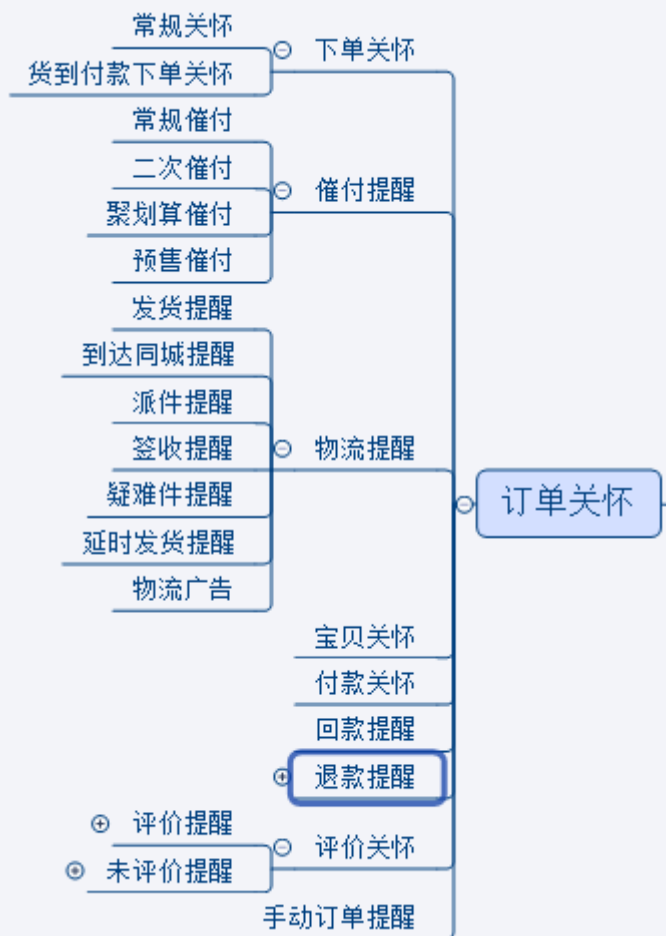 常规关怀
下单关怀
货到付款下单关怀
常规催付
二次催付
催付提醒
聚划算催付
预售催付
发货提醒
到达同城提醒
派件提醒
签收提醒
物流提醒
疑难件提醒
订单关怀
延时发货提醒
物流广告
宝贝关怀
付款关怀
回款提醒
退款提醒
评价提醒
评价关怀
未评价提醒
手动订单提醒